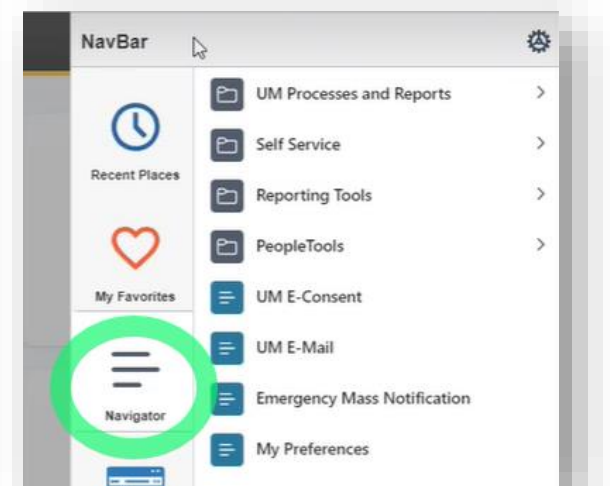 NavBar
Recent Places
My Favorites
Navigator
UM Processes and Reports
Self Service
Reporting Tools
PeopleTools
UM E-Consent
UM E-Mail
Emergency Mass Notification
My Preferences